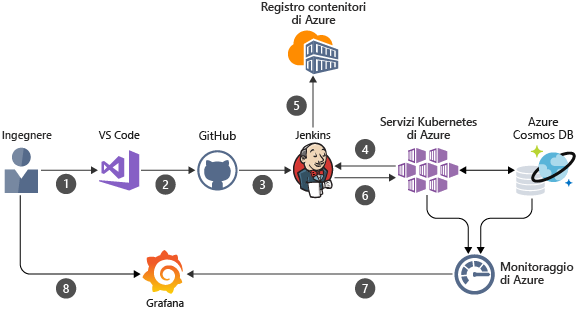 Registro contenitori
di Azure
5
Ingegnere
VS Code
GitHub
Jenkins
Servizi Kubernetes
di Azure
Azure
Cosmos DB
1
2
3
4
6
Monitoraggio
di Azure
8
7
Grafana